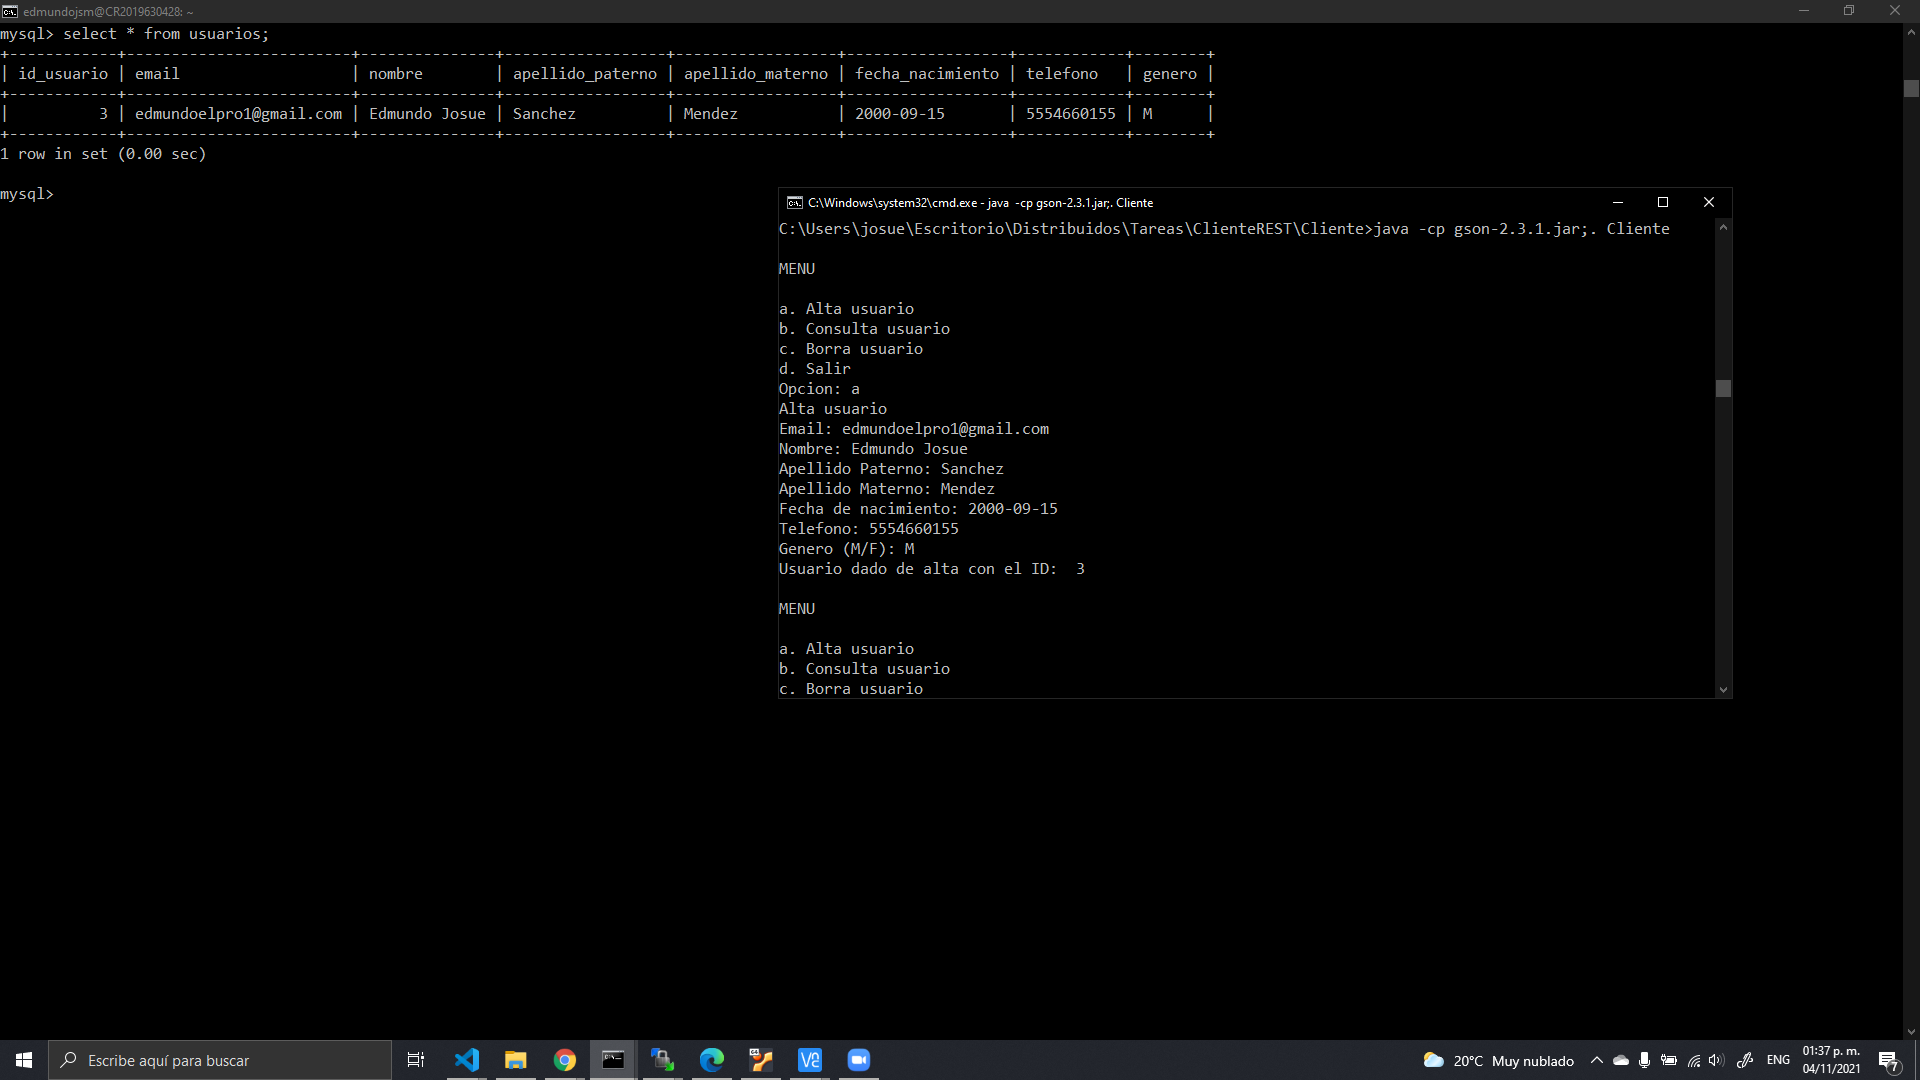 edmundojsm@CR2019630428: ~
mysql> select * from usuarios;
+------------+-------------------------+---------------+------------------+------------------+------------------+------------+--------+
| id_usuario | email                   | nombre        | apellido_paterno | apellido_materno | fecha_nacimiento | telefono   | genero |
+------------+-------------------------+---------------+------------------+------------------+------------------+------------+--------+
|          3 | edmundoelpro1@gmail.com | Edmundo Josue | Sanchez          | Mendez           | 2000-09-15       | 5554660155 | M      |
+------------+-------------------------+---------------+------------------+------------------+------------------+------------+--------+
1 row in set (0.00 sec)
mysql>
C:\Windows\system32\cmd.exe - java  -cp gson-2.3.1.jar;. Cliente
C:\Users\josue\Escritorio\Distribuidos\Tareas\ClienteREST\Cliente>java -cp gson-2.3.1.jar;. Cliente
MENU
a. Alta usuario
b. Consulta usuario
c. Borra usuario
d. Salir
Opcion: a
Alta usuario
Email: edmundoelpro1@gmail.com
Nombre: Edmundo Josue
Apellido Paterno: Sanchez
Apellido Materno: Mendez
Fecha de nacimiento: 2000-09-15
Telefono: 5554660155
Genero (M/F): M
Usuario dado de alta con el ID:  3
MENU
a. Alta usuario
b. Consulta usuario
c. Borra usuario
Escribe aquí para buscar
20°C Muy nublado
ENG
01:37 p. m.
04/11/2021
7